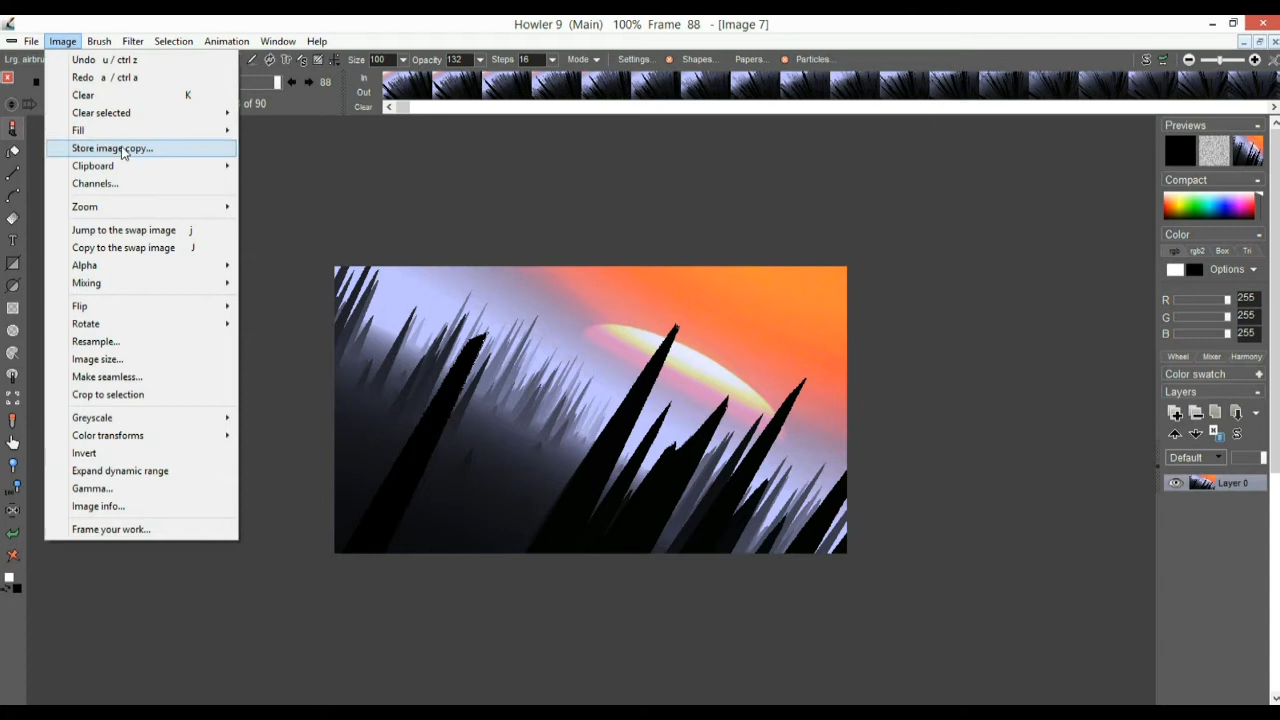 Howler 9 (Main) 100% Frame 88 - [Image 7]
File Image Brush Filter Selection Animation Window Help
Lrg. airbru Size 100 Opacity 132 Steps 16 Mode Settings... Shapes... Papers... Particles...
88
of 90
In
Out
Clear
Undo u / ctrl z
Redo a / ctrl a
Clear K
Clear selected
Fill
Store image copy...
Clipboard
Channels...
Zoom
Jump to the swap image j
Copy to the swap image J
Alpha
Mixing
Flip
Rotate
Resample...
Image size...
Make seamless...
Crop to selection
Greyscale
Color transforms
Invert
Expand dynamic range
Gamma...
Image info...
Frame your work...
Previews
Compact
Color
rgb rgb2 Box Tri
Options
R 255
G 255
B 255
Wheel Mixer Harmony
Color swatch
Layers
Default
Layer 0